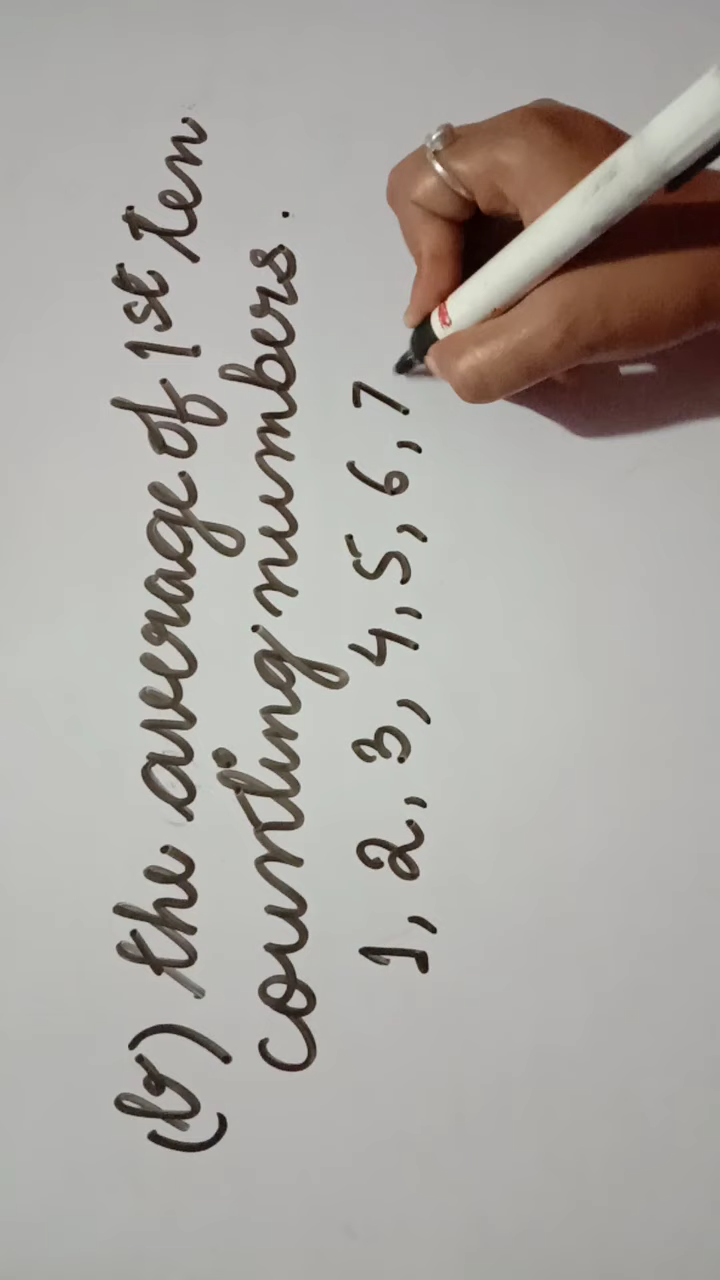 (b) the average of 1st ten
counting numbers.
1, 2, 3, 4, 5, 6, 7